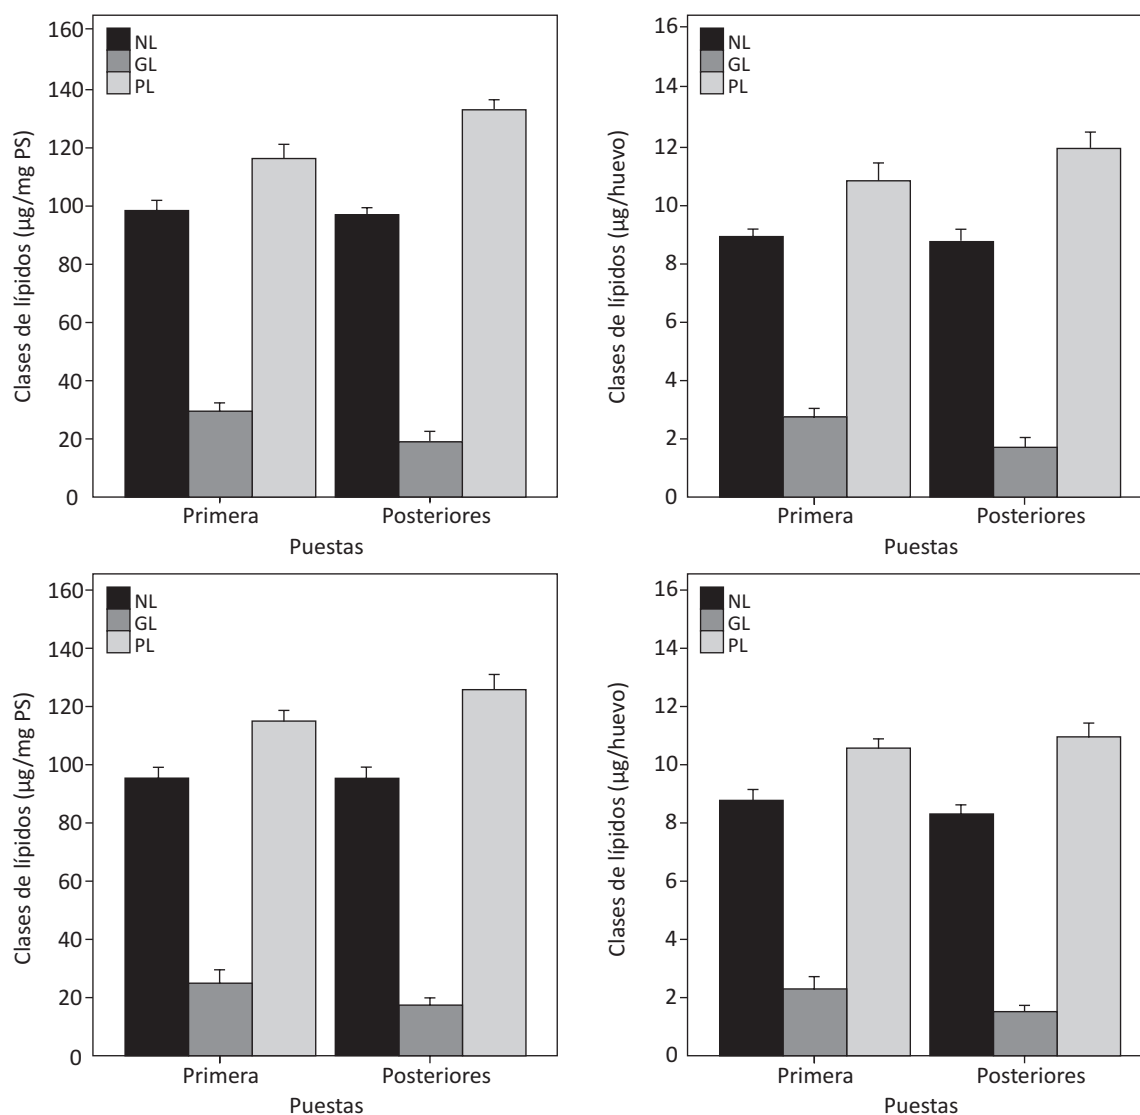 160
140
120
100
80
60
40
20
0
Clases de lípidos (µg/mg PS)
NL
GL
PL
Primera
Posteriores
Puestas
16
14
12
10
8
6
4
2
0
Clases de lípidos (µg/huevo)
NL
GL
PL
Primera
Posteriores
Puestas
160
140
120
100
80
60
40
20
0
Clases de lípidos (µg/mg PS)
NL
GL
PL
Primera
Posteriores
Puestas
16
14
12
10
8
6
4
2
0
Clases de lípidos (µg/huevo)
NL
GL
PL
Primera
Posteriores
Puestas